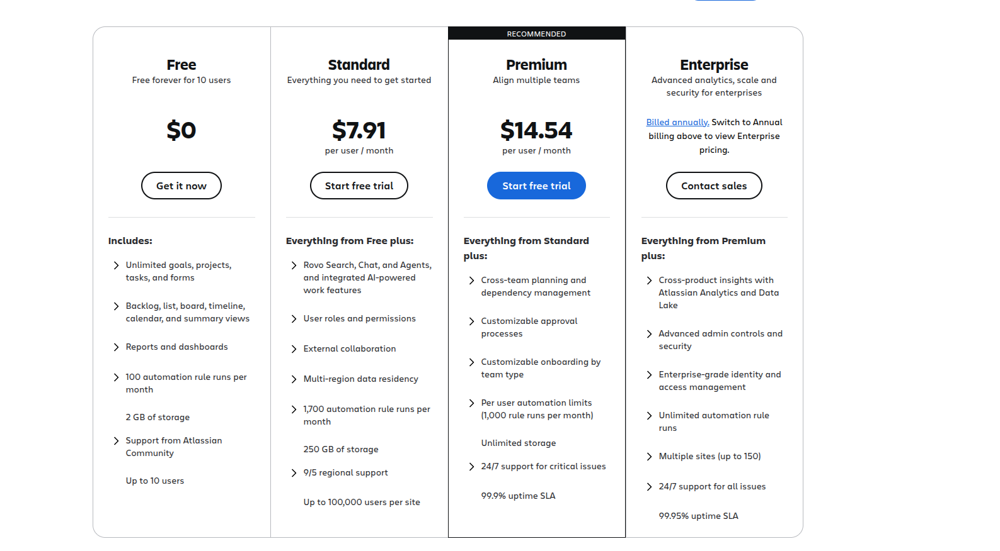 Free
Free forever for 10 users
$0
Get it now
Includes:
Unlimited goals, projects,
tasks, and forms
Backlog, list, board, timeline,
calendar, and summary views
Reports and dashboards
100 automation rule runs per
month
2 GB of storage
Support from Atlassian
Community
Up to 10 users
Standard
Everything you need to get started
$7.91
per user / month
Start free trial
Everything from Free plus:
Rovo Search, Chat, and Agents,
and integrated AI-powered
work features
User roles and permissions
External collaboration
Multi-region data residency
1,700 automation rule runs per
month
250 GB of storage
9/5 regional support
Up to 100,000 users per site
RECOMMENDED
Premium
Align multiple teams
$14.54
per user / month
Start free trial
Everything from Standard
plus:
Cross-team planning and
dependency management
Customizable approval
processes
Customizable onboarding by
team type
Per user automation limits
(1,000 rule runs per month)
Unlimited storage
24/7 support for critical issues
99.9% uptime SLA
Enterprise
Advanced analytics, scale and
security for enterprises
Billed annually. Switch to Annual
billing above to view Enterprise
pricing.
Contact sales
Everything from Premium
plus:
Cross-product insights with
Atlassian Analytics and Data
Lake
Advanced admin controls and
security
Enterprise-grade identity and
access management
Unlimited automation rule
runs
Multiple sites (up to 150)
24/7 support for all issues
99.95% uptime SLA